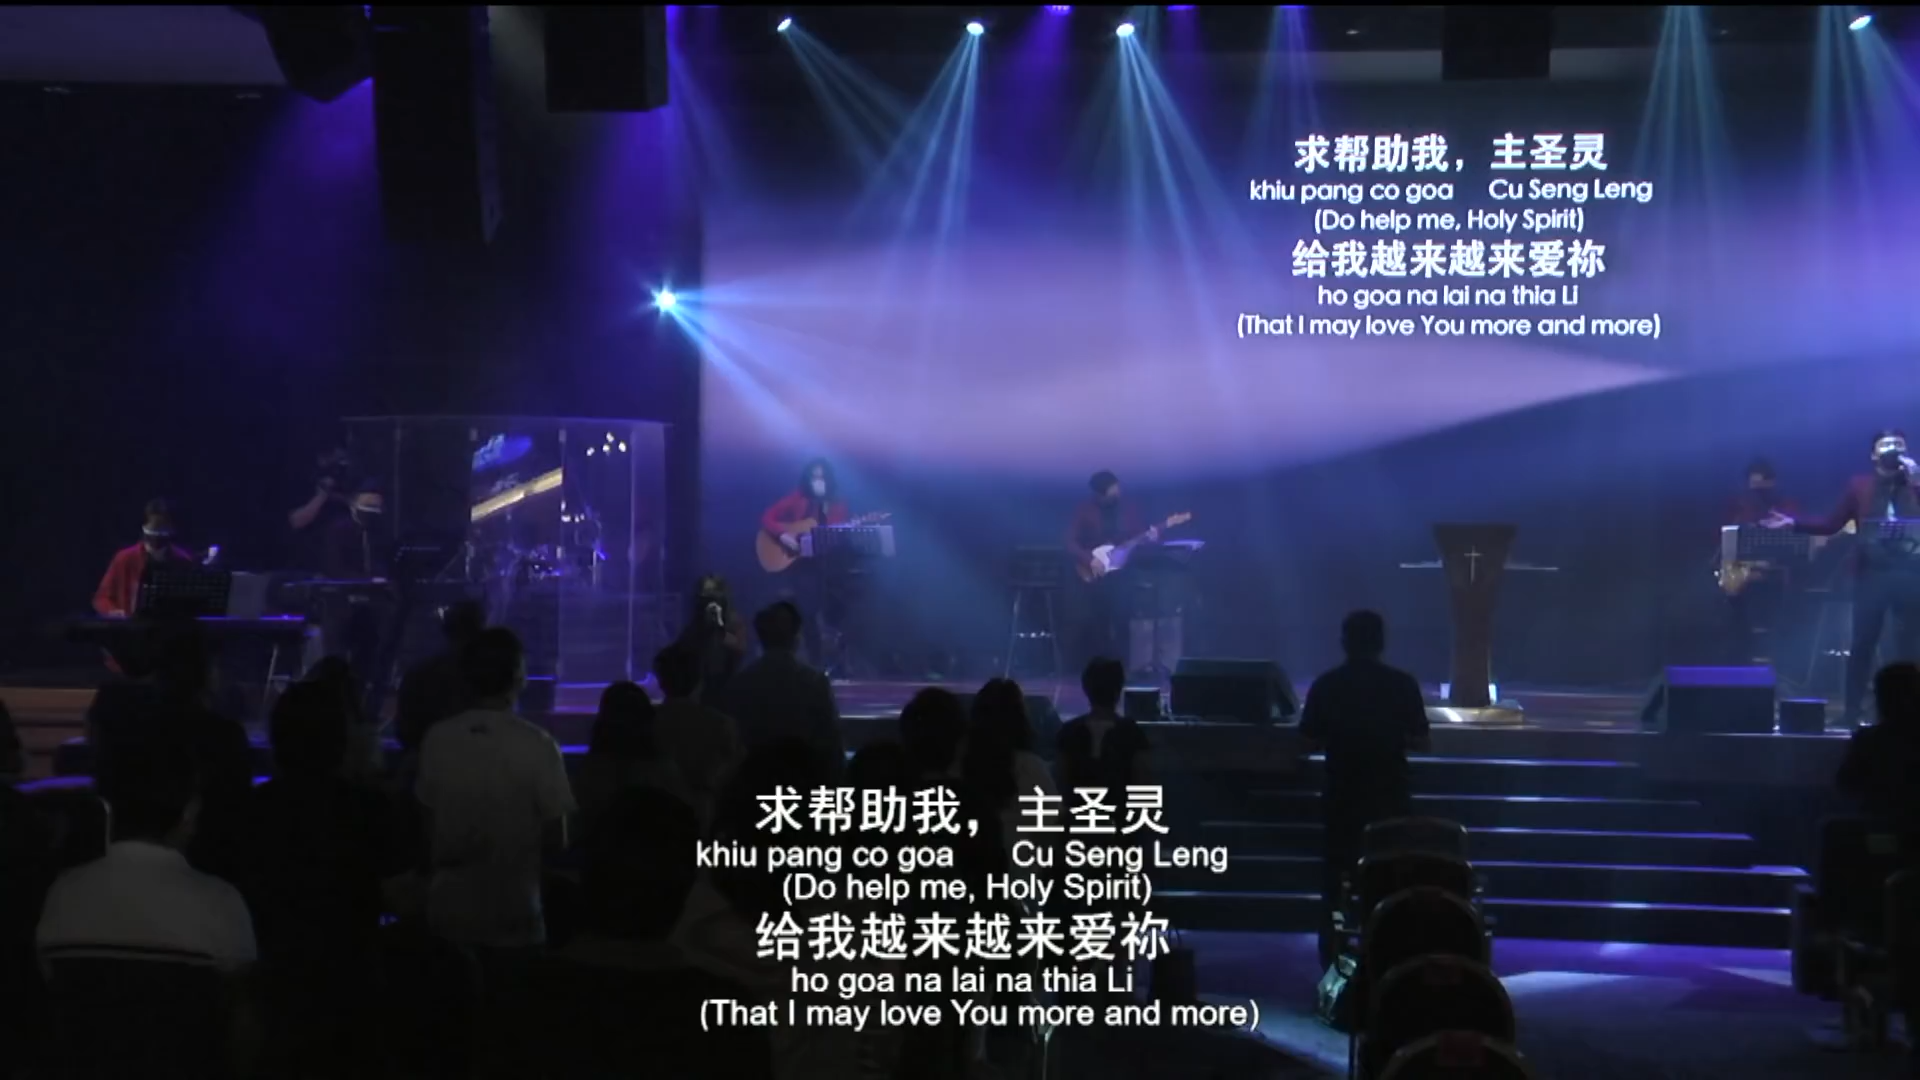 求帮助我，主圣灵
khiu pang co goa Cu Seng Leng
(Do help me, Holy Spirit)
给我越来越来爱祢
ho goa na lai na thia Li
(That I may love You more and more)
求帮助我，主圣灵
khiu pang co goa Cu Seng Leng
(Do help me, Holy Spirit)
给我越来越来爱祢
ho goa na lai na thia Li
(That I may love You more and more)